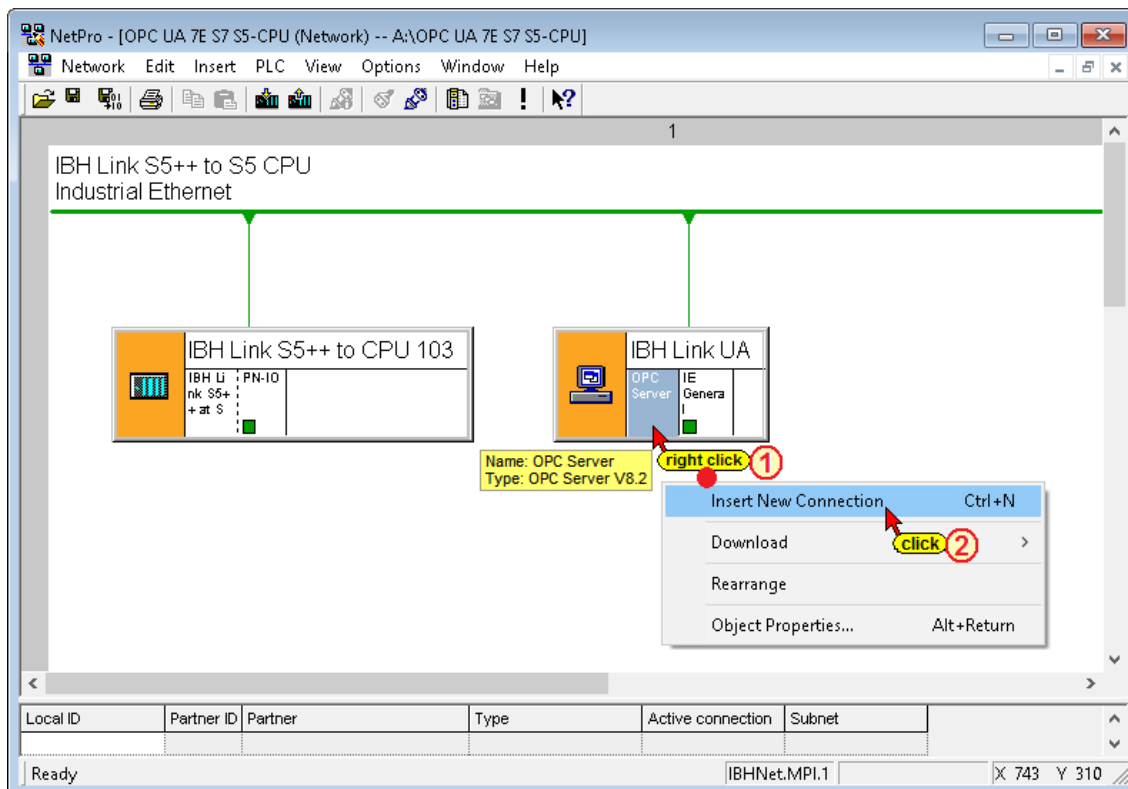 NetPro - [OPC UA 7E S7 S5-CPU (Network) -- A:\OPC UA 7E S7 S5-CPU]
Network Edit Insert PLC View Options Window Help
1
IBH Link S5++ to S5 CPU
Industrial Ethernet
IBH Link S5++ to CPU 103
IBH Li
nk S5+
+ at S
PN-IO
IBH Link UA
OPC
Server
IE
Genera
l
Name: OPC Server
Type: OPC Server V8.2
right click 1
Insert New Connection Ctrl+N
click 2
Download >
Rearrange
Object Properties... Alt+Return
Local ID Partner ID Partner Type Active connection Subnet
Ready IBHNet.MPI.1 X 743 Y 310